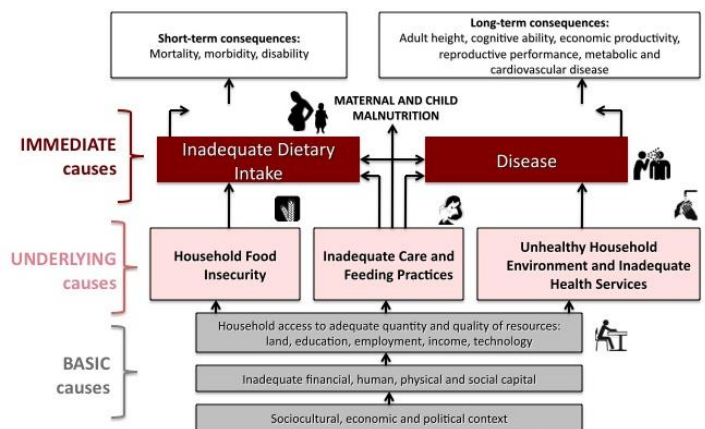 Short-term consequences:
Mortality, morbidity, disability
Long-term consequences:
Adult height, cognitive ability, economic productivity,
reproductive performance, metabolic and
cardiovascular disease
MATERNAL AND CHILD
MALNUTRITION
IMMEDIATE
causes
Inadequate Dietary
Intake
Disease
UNDERLYING
causes
Household Food
Insecurity
Inadequate Care and
Feeding Practices
Unhealthy Household
Environment and Inadequate
Health Services
BASIC
causes
Household access to adequate quantity and quality of resources:
land, education, employment, income, technology
Inadequate financial, human, physical and social capital
Sociocultural, economic and political context